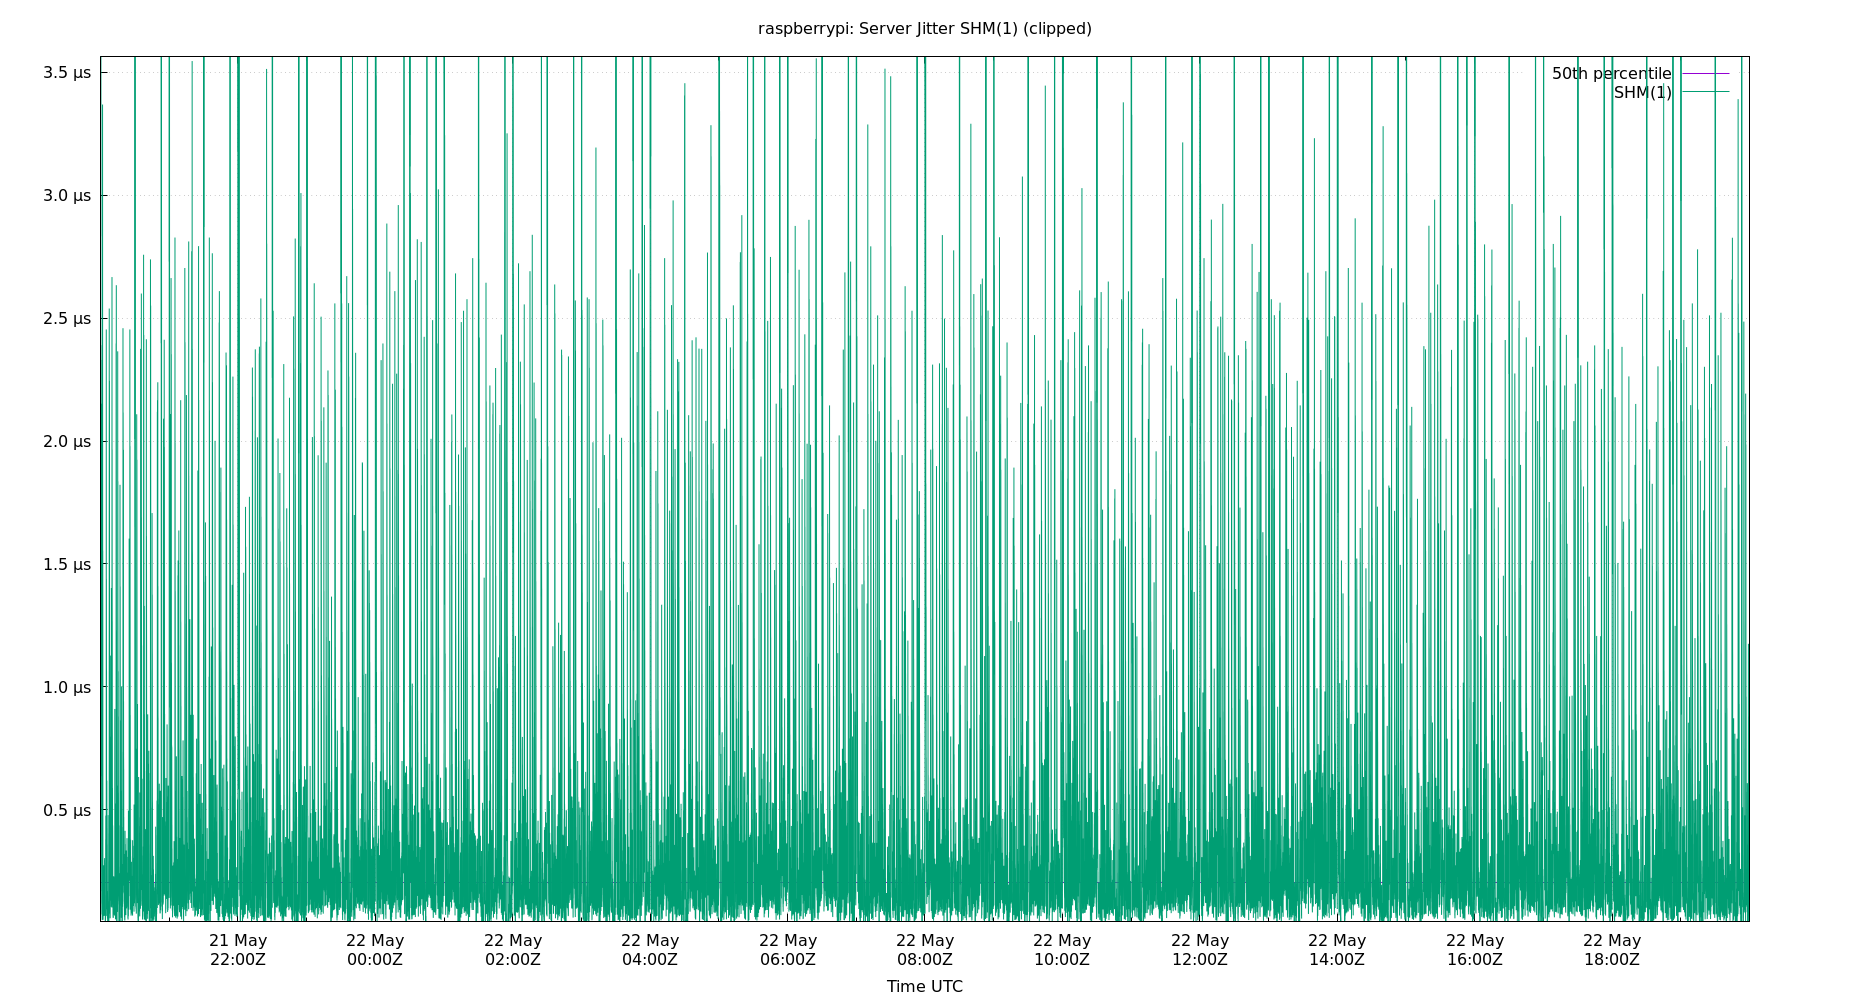 raspberrypi: Server Jitter SHM(1) (clipped)
3.5 µs
50th percentile
SHM(1)
3.0 µs
2.5 µs
2.0 µs
1.5 µs
1.0 µs
0.5 µs
21 May 22 May 22 May 22 May 22 May 22 May 22 May 22 May 22 May 22 May 22 May
22:00Z 00:00Z 02:00Z 04:00Z 06:00Z 08:00Z 10:00Z 12:00Z 14:00Z 16:00Z 18:00Z
Time UTC